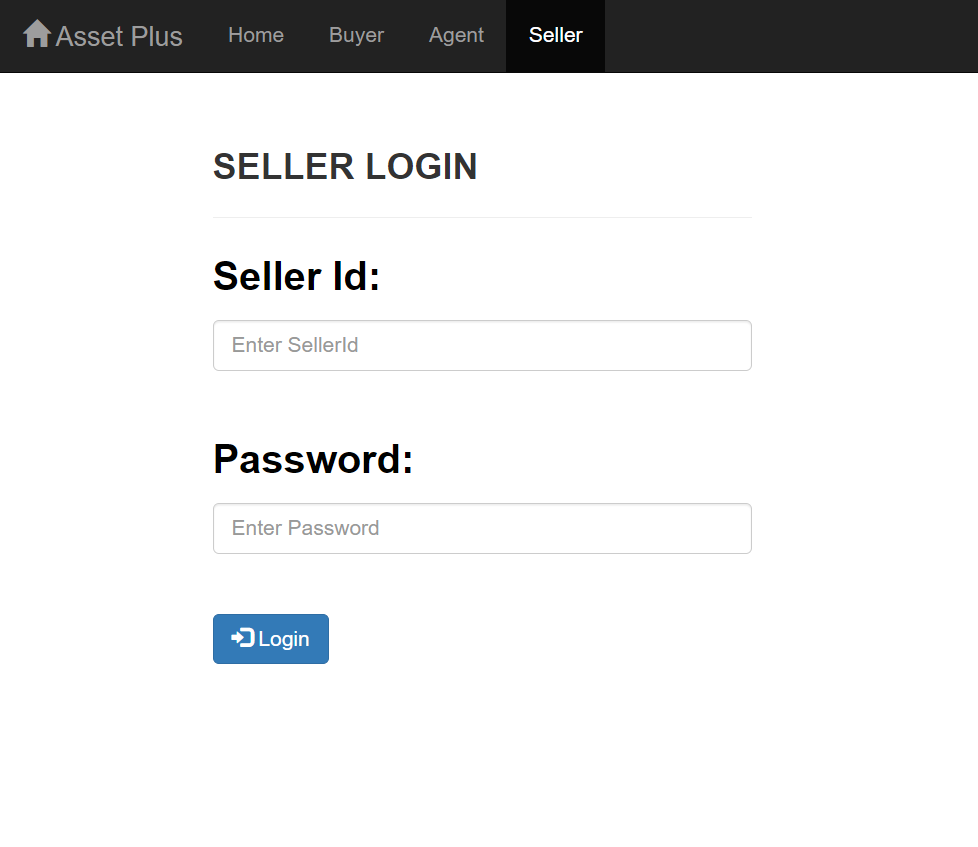 Asset Plus Home Buyer Agent Seller
SELLER LOGIN
Seller Id:
Enter SellerId
Password:
Enter Password
Login